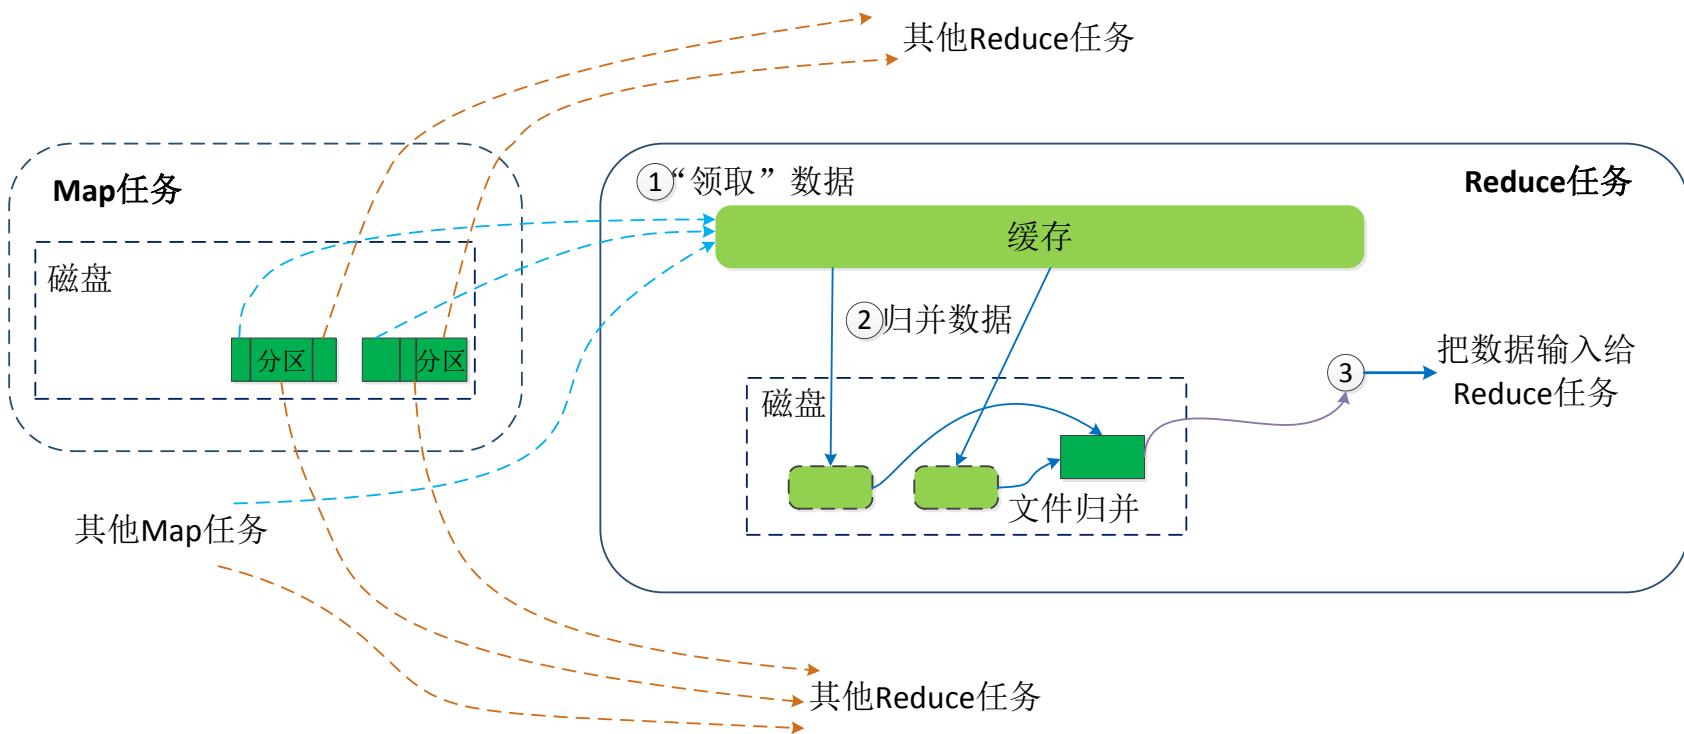 其他Reduce任务
Map任务
①“领取”数据
Reduce任务
缓存
磁盘
②归并数据
分区
分区
③
把数据输入给
Reduce任务
磁盘
文件归并
其他Map任务
其他Reduce任务